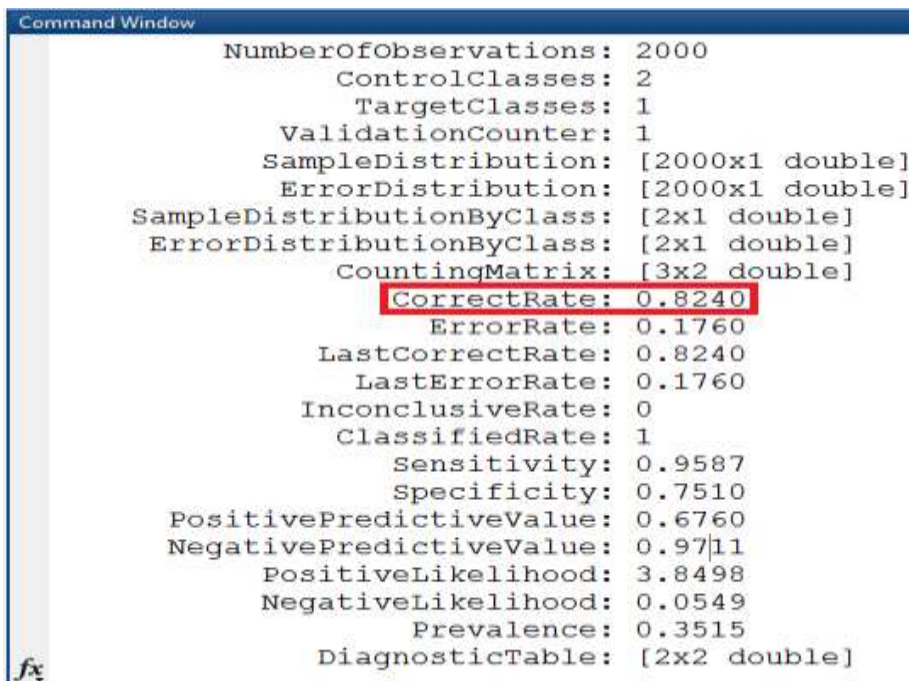 Command Window
NumberOfObservations: 2000
ControlClasses: 2
TargetClasses: 1
ValidationCounter: 1
SampleDistribution: [2000x1 double]
ErrorDistribution: [2000x1 double]
SampleDistributionByClass: [2x1 double]
ErrorDistributionByClass: [2x1 double]
CountingMatrix: [3x2 double]
CorrectRate: 0.8240
ErrorRate: 0.1760
LastCorrectRate: 0.8240
LastErrorRate: 0.1760
InconclusiveRate: 0
ClassifiedRate: 1
Sensitivity: 0.9587
Specificity: 0.7510
PositivePredictiveValue: 0.6760
NegativePredictiveValue: 0.9711
PositiveLikelihood: 3.8498
NegativeLikelihood: 0.0549
Prevalence: 0.3515
DiagnosticTable: [2x2 double]
fx